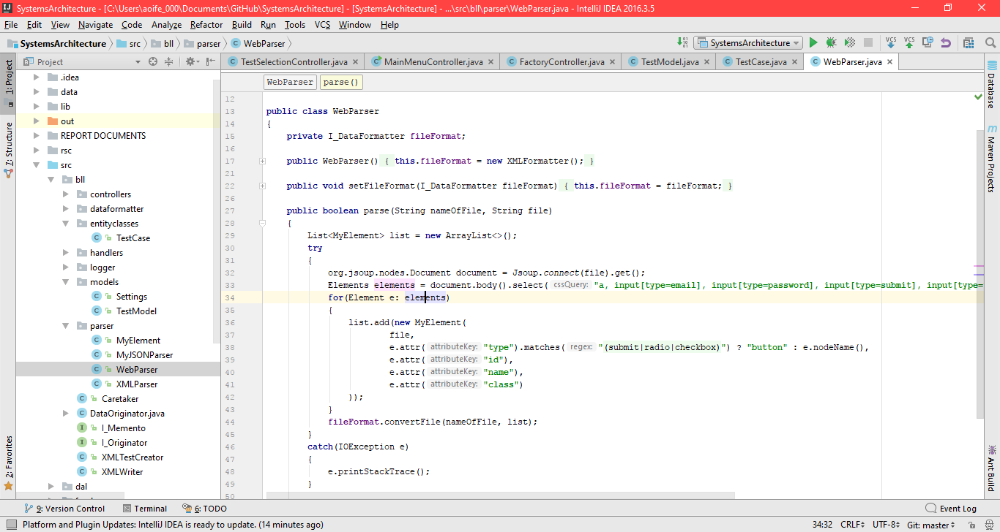 SystemsArchitecture - [C:\Users\aoife_000\Documents\GitHub\SystemsArchitecture] - [SystemsArchitecture] - ...\src\bll\parser\WebParser.java - IntelliJ IDEA 2016.3.5
File Edit View Navigate Code Analyze Refactor Build Run Tools VCS Window Help
SystemsArchitecture src bll parser WebParser SystemsArchitecture VCS VCS
Project TestSelectionController.java MainMenuController.java FactoryController.java TestModel.java TestCase.java WebParser.java
1: Project
7: Structure
2: Favorites
.idea
data
lib
out
REPORT DOCUMENTS
rsc
src
bll
controllers
dataformatter
entityclasses
TestCase
handlers
logger
models
Settings
TestModel
parser
MyElement
MyJSONParser
WebParser
XMLParser
Caretaker
DataOriginator.java
I_Memento
I_Originator
XMLTestCreator
XMLWriter
dal
WebParser parse()
12
13 public class WebParser
14 {
15 private I_DataFormatter fileFormat;
16
17 public WebParser() { this.fileFormat = new XMLFormatter(); }
21
22 public void setFileFormat(I_DataFormatter fileFormat) { this.fileFormat = fileFormat; }
26
27 public boolean parse(String nameOfFile, String file)
28 {
29 List<MyElement> list = new ArrayList<>();
30 try
31 {
32 org.jsoup.nodes.Document document = Jsoup.connect(file).get();
33 Elements elements = document.body().select( cssQuery: "a, input[type=email], input[type=password], input[type=submit], input[type=
34 for(Element e: elements)
35 {
36 list.add(new MyElement(
37 file,
38 e.attr( attributeKey: "type").matches( regex: "(submit|radio|checkbox)") ? "button" : e.nodeName(),
39 e.attr( attributeKey: "id"),
40 e.attr( attributeKey: "name"),
41 e.attr( attributeKey: "class")
42 ));
43 }
44 fileFormat.convertFile(nameOfFile, list);
45 }
46 catch(IOException e)
47 {
48 e.printStackTrace();
49 }
50
Database
Maven Projects
Ant Build
9: Version Control Terminal 6: TODO Event Log
Platform and Plugin Updates: IntelliJ IDEA is ready to update. (14 minutes ago) 34:32 CRLF UTF-8 Git: master